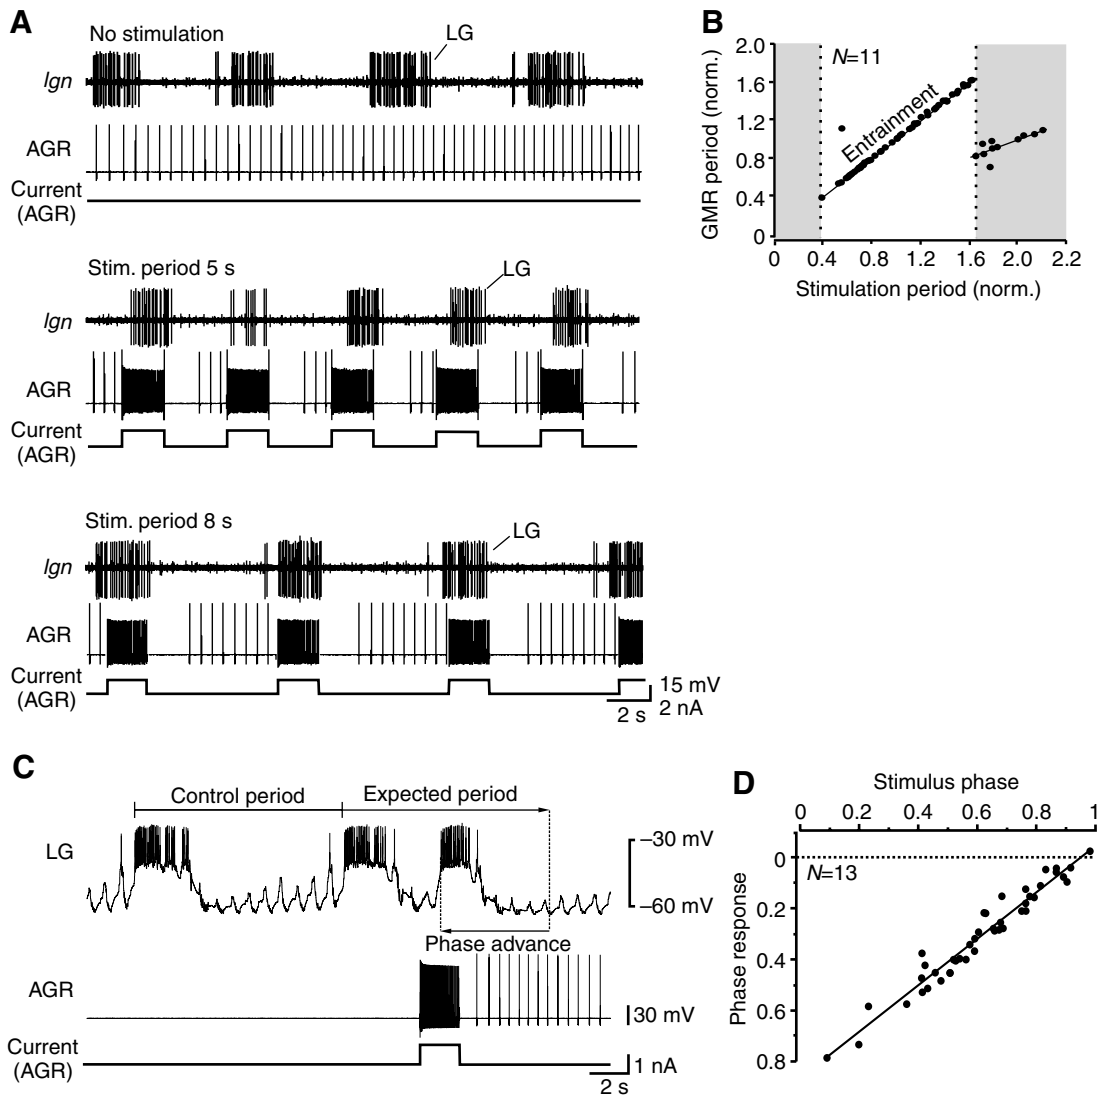 A
No stimulation
LG
lgn
AGR
Current
(AGR)
Stim. period 5 s
LG
lgn
AGR
Current
(AGR)
Stim. period 8 s
LG
lgn
AGR
Current
(AGR)
15 mV
2 nA
2 s
B
2.0
1.6
1.2
0.8
0.4
0
GMR period (norm.)
N=11
Entrainment
0 0.4 0.8 1.2 1.6 2.0 2.2
Stimulation period (norm.)
C
Control period
Expected period
LG
–30 mV
–60 mV
Phase advance
AGR
30 mV
Current
(AGR)
1 nA
2 s
D
Stimulus phase
0 0.2 0.4 0.6 0.8 1
0
0.2
0.4
0.6
0.8
Phase response
N=13